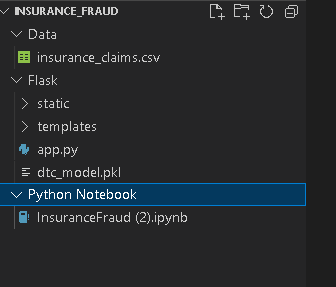 INSURANCE_FRAUD
Data
insurance_claims.csv
Flask
static
templates
app.py
dtc_model.pkl
Python Notebook
InsuranceFraud (2).ipynb